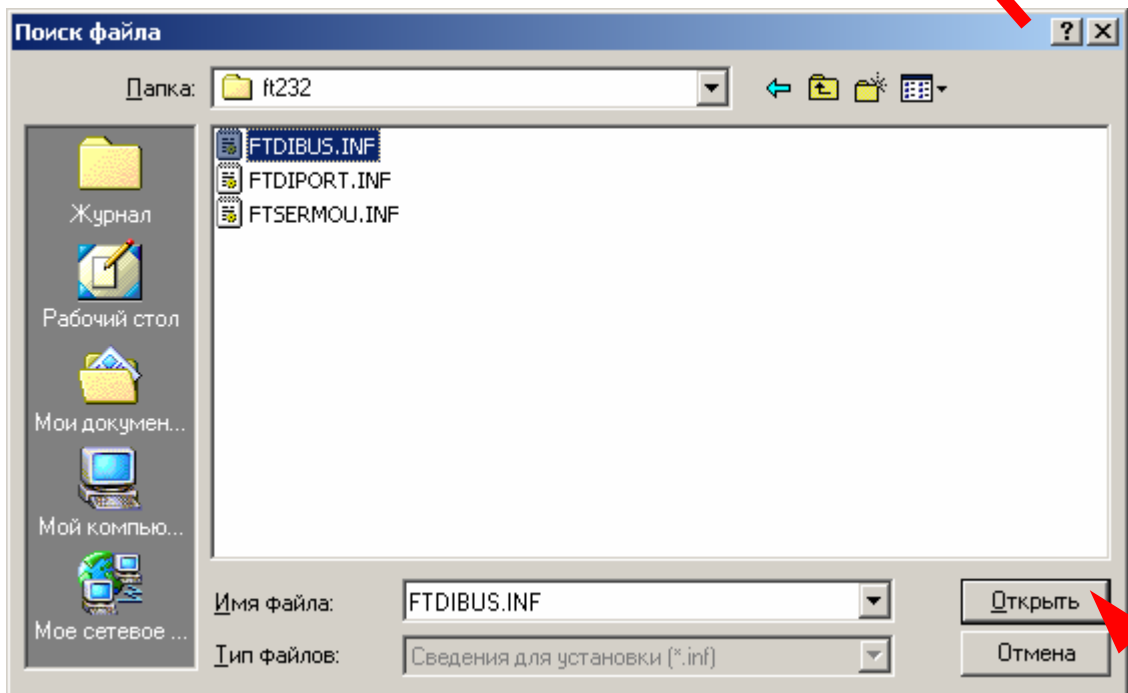 Поиск файла
Папка: ft232
FTDIBUS.INF
FTDIPORT.INF
FTSERMOU.INF
Журнал
Рабочий стол
Мои докумен...
Мой компью...
Мое сетевое ...
Имя файла: FTDIBUS.INF
Открыть
Тип файлов: Сведения для установки (*.inf)
Отмена